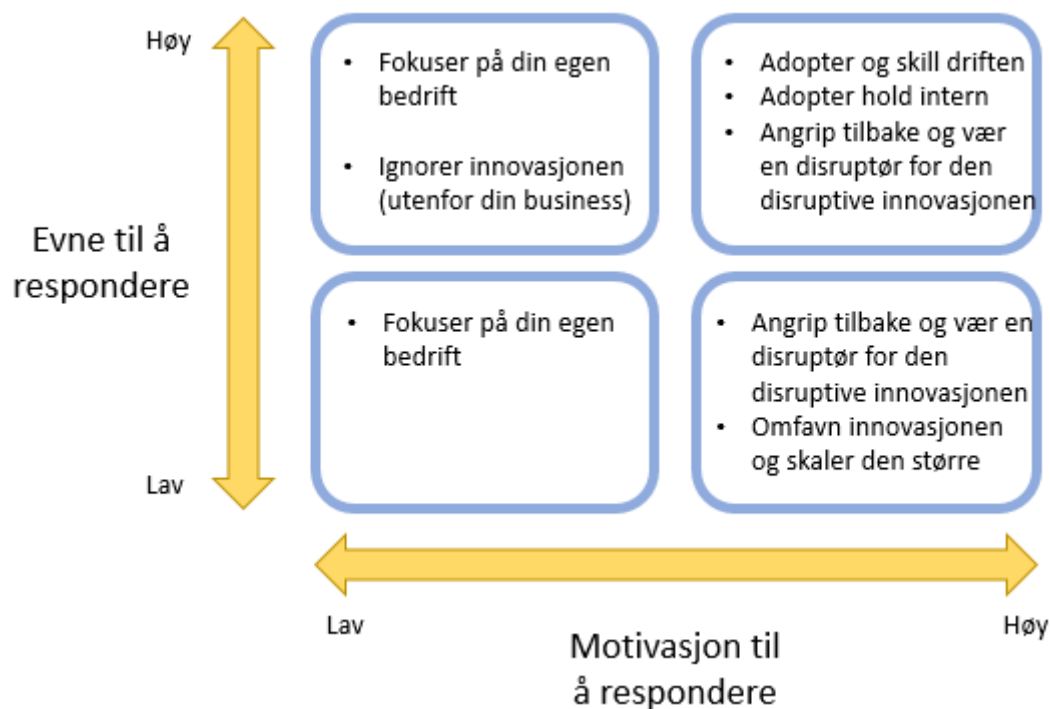 Høy
• Fokuser på din egen
bedrift
• Ignorer innovasjonen
(utenfor din business)
• Adopter og skill driften
• Adopter hold intern
• Angrip tilbake og vær
en disruptør for den
disruptive innovasjonen
Evne til å
respondere
• Fokuser på din egen
bedrift
• Angrip tilbake og vær en
disruptør for den
disruptive innovasjonen
• Omfavn innovasjonen
og skaler den større
Lav
Lav
Høy
Motivasjon til
å respondere